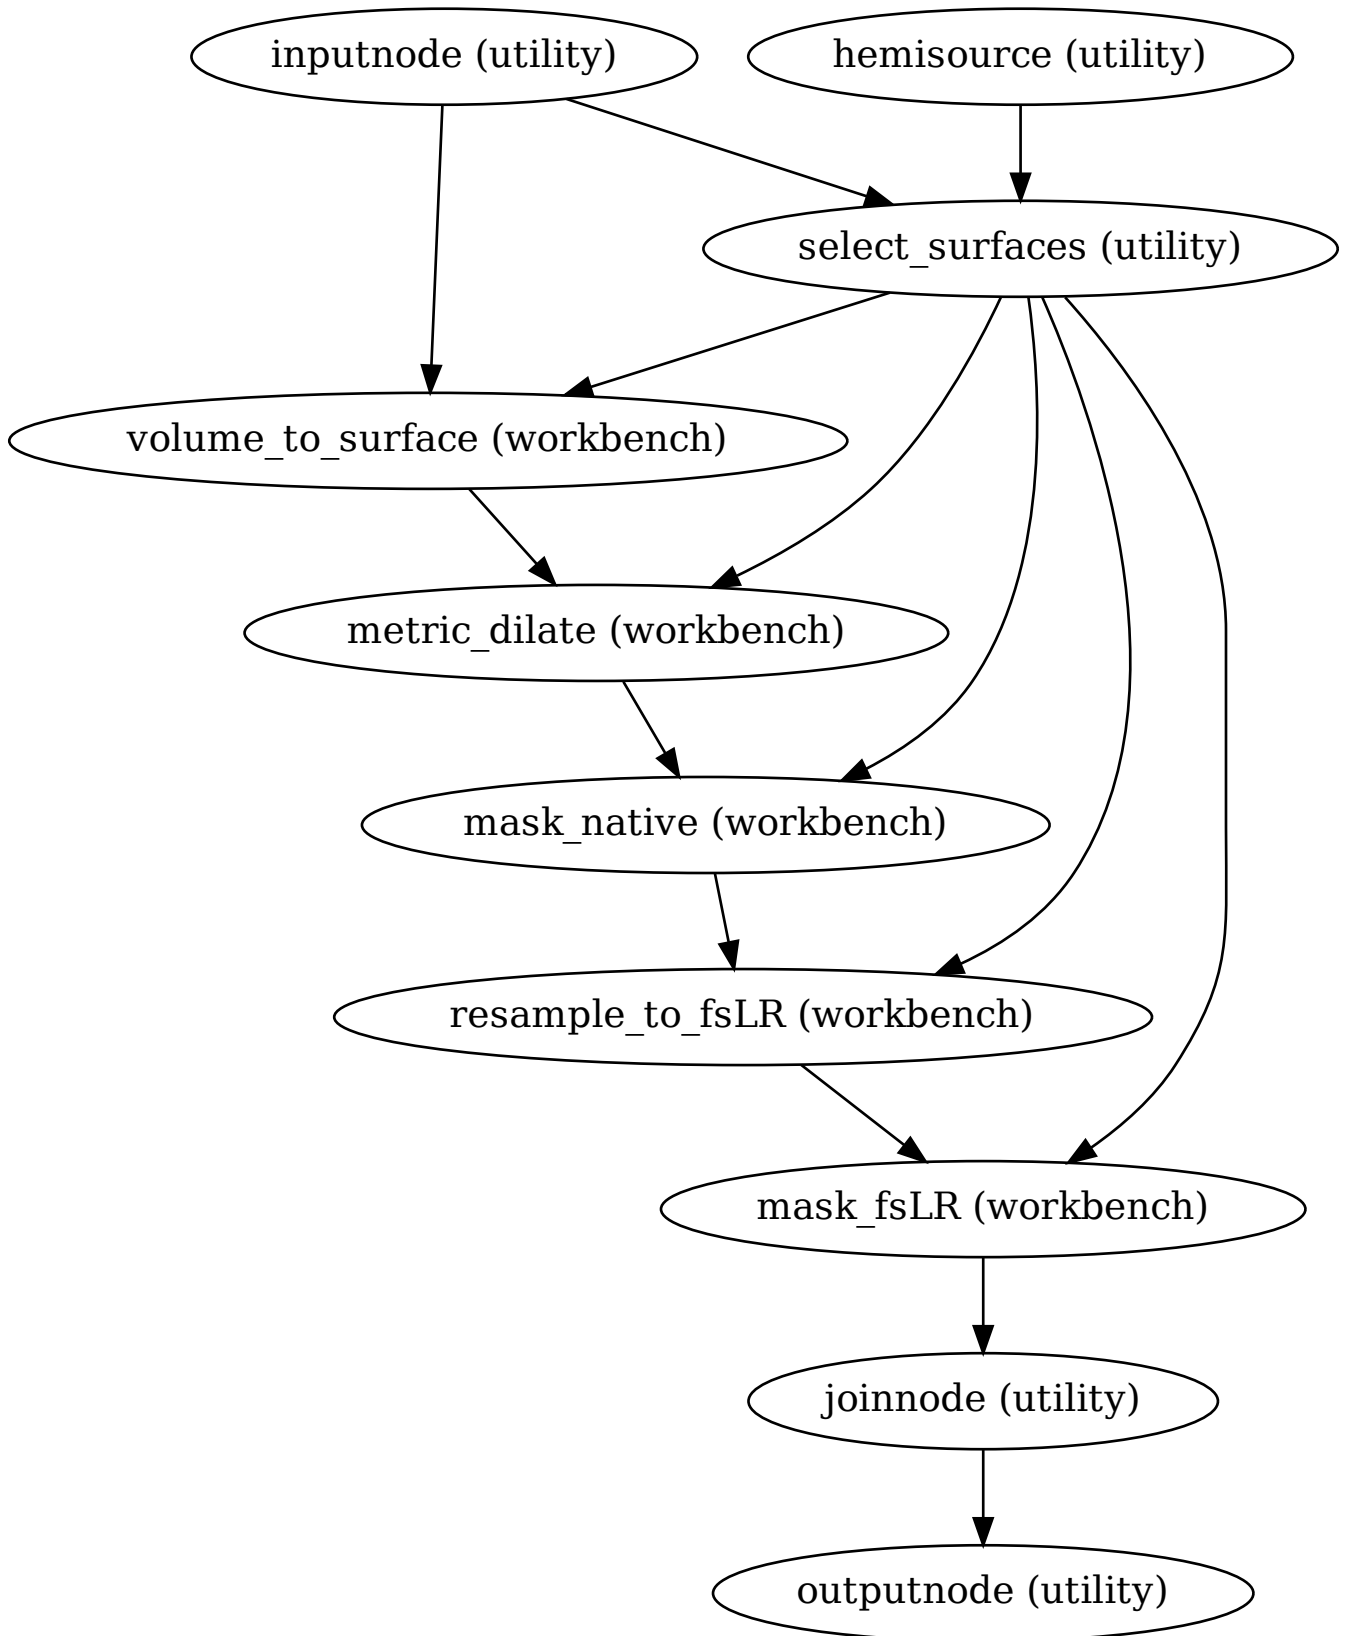 inputnode (utility)
hemisource (utility)
select_surfaces (utility)
volume_to_surface (workbench)
metric_dilate (workbench)
mask_native (workbench)
resample_to_fsLR (workbench)
mask_fsLR (workbench)
joinnode (utility)
outputnode (utility)